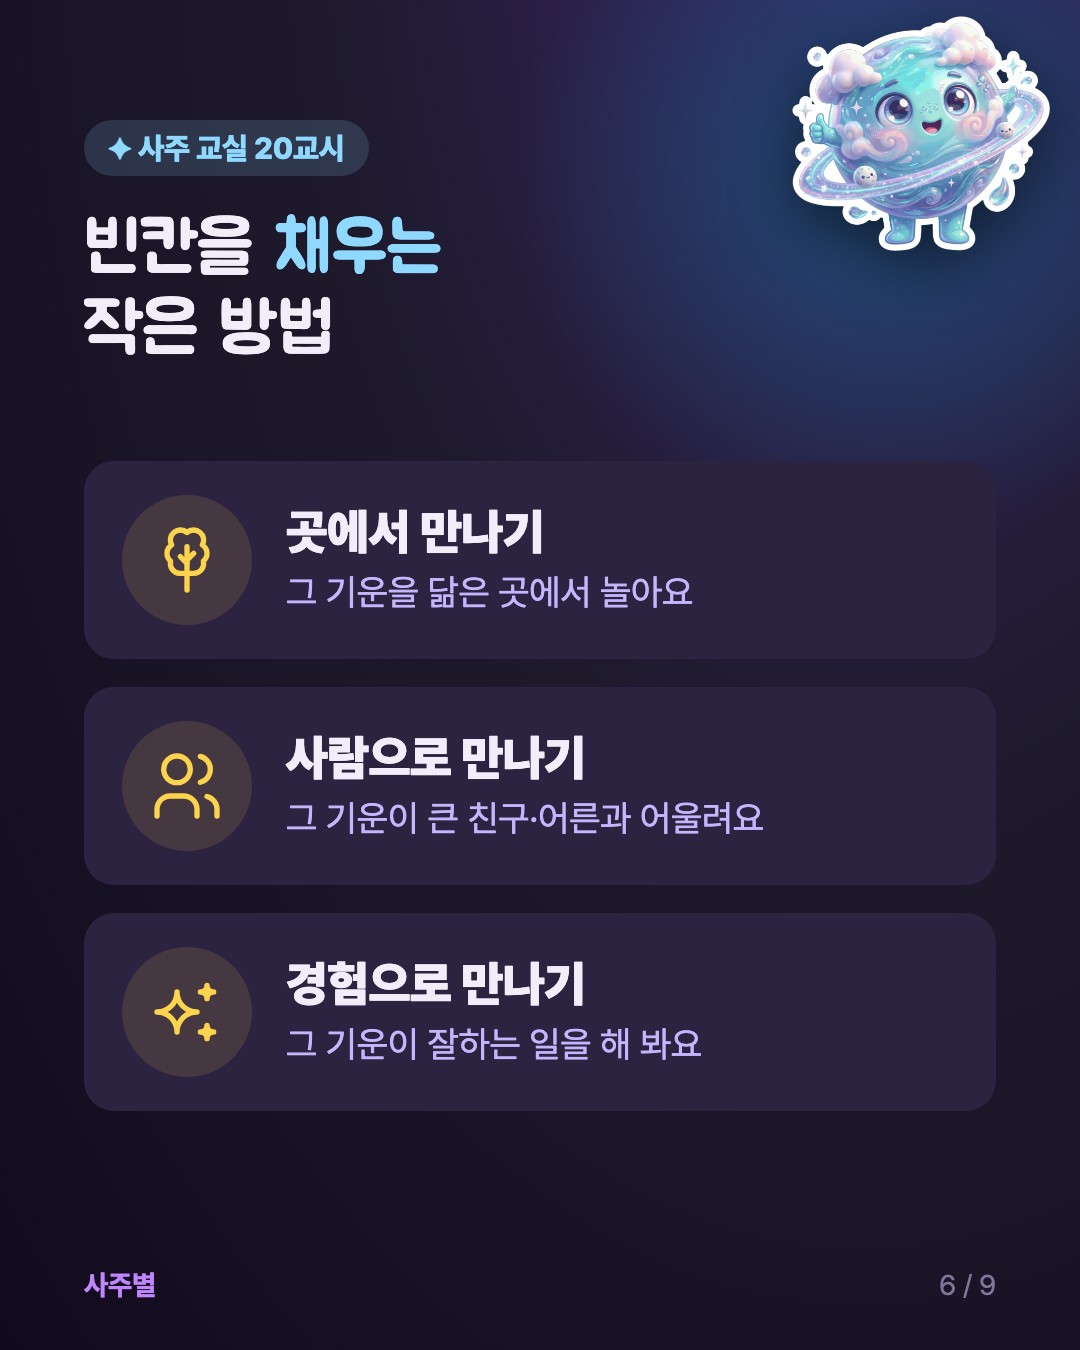 사주 교실 20교시
빈칸을 채우는
작은 방법
곳에서 만나기
그 기운을 닮은 곳에서 놀아요
사람으로 만나기
그 기운이 큰 친구·어른과 어울려요
경험으로 만나기
그 기운이 잘하는 일을 해 봐요
사주별
6 / 9